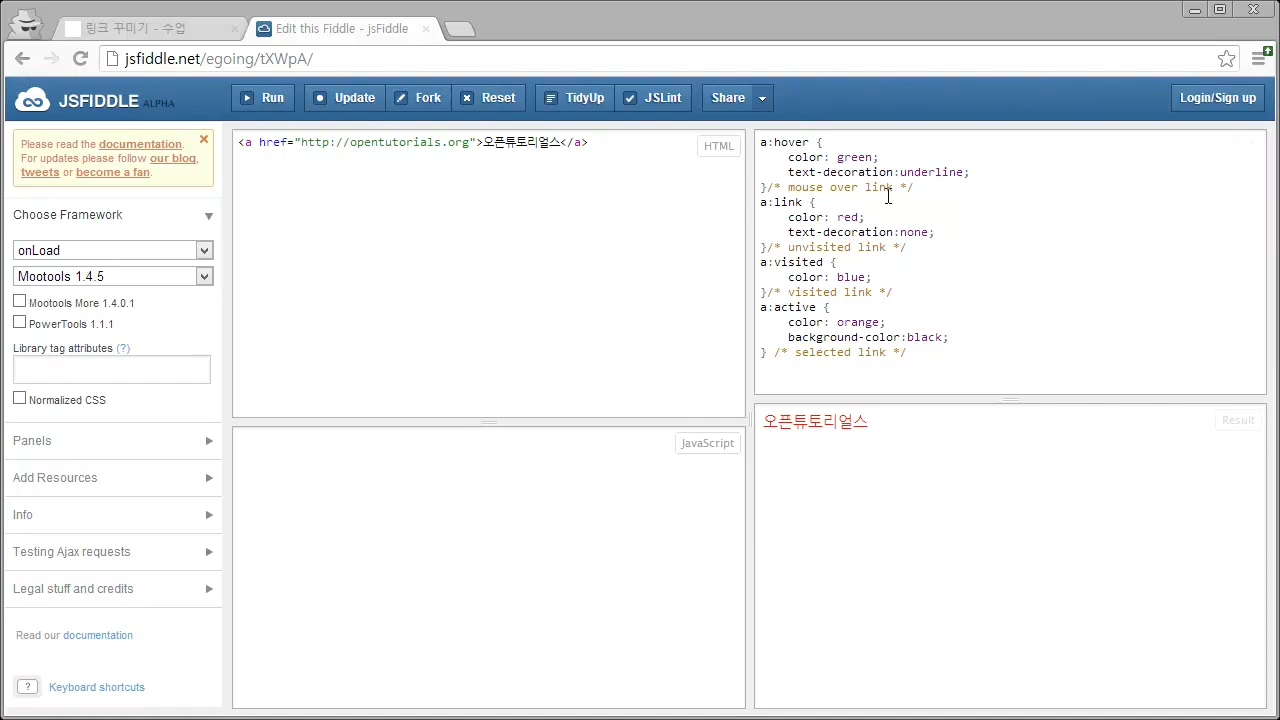 링크 꾸미기 - 수업
Edit this Fiddle - jsFiddle
jsfiddle.net/egoing/tXWpA/
JSFIDDLE ALPHA
Run
Update
Fork
Reset
TidyUp
JSLint
Share
Login/Sign up
Please read the documentation.
For updates please follow our blog,
tweets or become a fan.
Choose Framework
onLoad
Mootools 1.4.5
Mootools More 1.4.0.1
PowerTools 1.1.1
Library tag attributes (?)
Normalized CSS
Panels
Add Resources
Info
Testing Ajax requests
Legal stuff and credits
Read our documentation
? Keyboard shortcuts
<a href="http://opentutorials.org">오픈튜토리얼스</a>
HTML
JavaScript
a:hover {
color: green;
text-decoration:underline;
}/* mouse over link */
a:link {
color: red;
text-decoration:none;
}/* unvisited link */
a:visited {
color: blue;
}/* visited link */
a:active {
color: orange;
background-color:black;
} /* selected link */
오픈튜토리얼스
Result